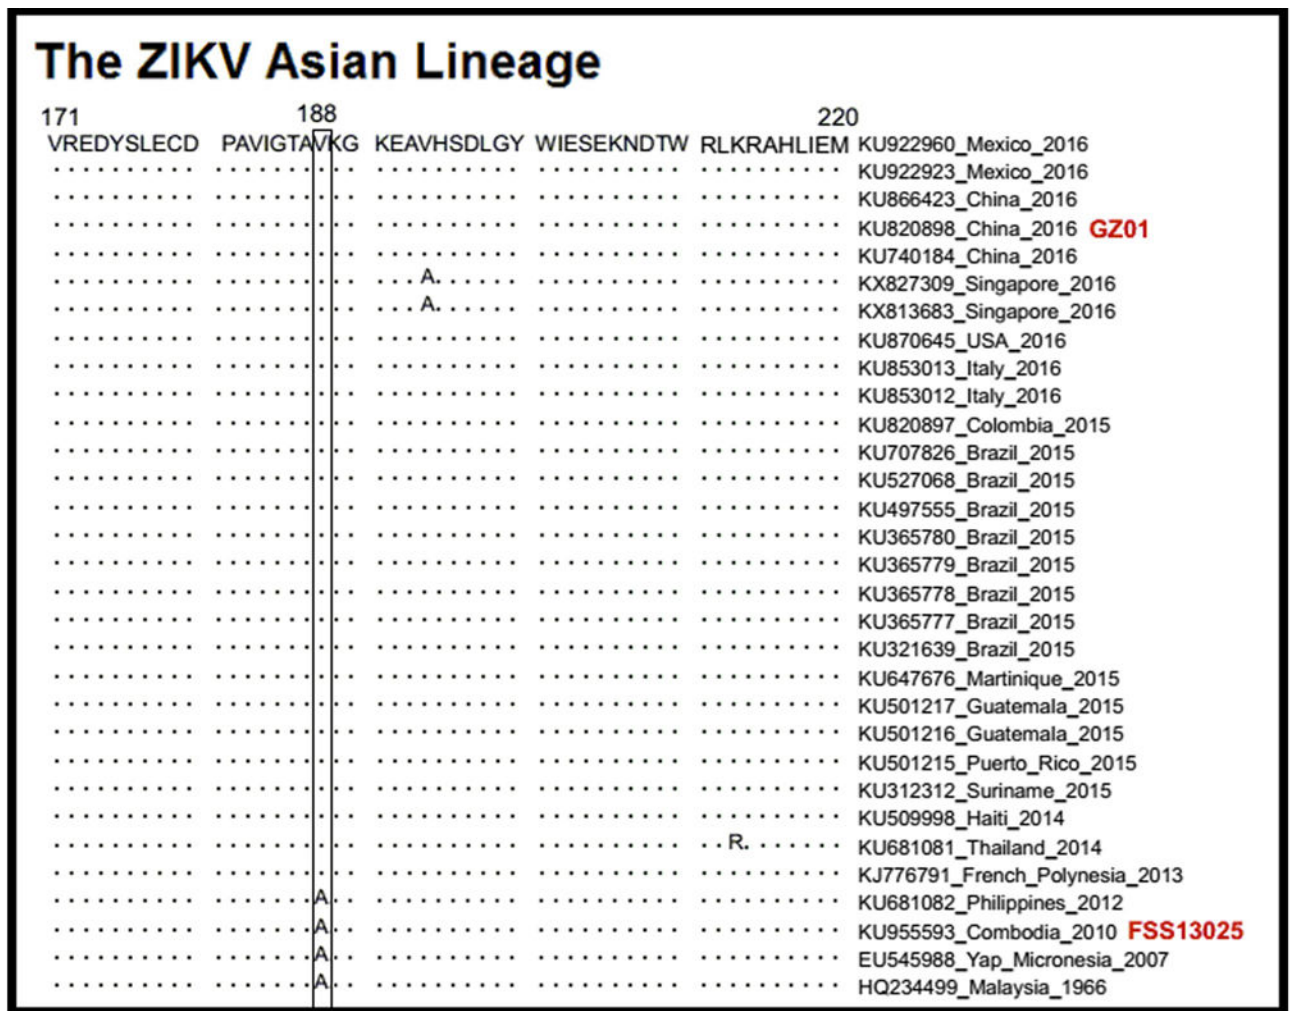 The ZIKV Asian Lineage
171 188 220
VREDYSLECD PAVIGTAVKG KEAVHSDLGY WIESEKNDTW RLKRAHLIEM KU922960_Mexico_2016
.......... .......... .......... .......... .......... KU922923_Mexico_2016
.......... .......... .......... .......... .......... KU866423_China_2016
.......... .......... .......... .......... .......... KU820898_China_2016 GZ01
.......... .......... .......... .......... .......... KU740184_China_2016
.......... .......... ...A...... .......... .......... KX827309_Singapore_2016
.......... .......... ...A...... .......... .......... KX813683_Singapore_2016
.......... .......... .......... .......... .......... KU870645_USA_2016
.......... .......... .......... .......... .......... KU853013_Italy_2016
.......... .......... .......... .......... .......... KU853012_Italy_2016
.......... .......... .......... .......... .......... KU820897_Colombia_2015
.......... .......... .......... .......... .......... KU707826_Brazil_2015
.......... .......... .......... .......... .......... KU527068_Brazil_2015
.......... .......... .......... .......... .......... KU497555_Brazil_2015
.......... .......... .......... .......... .......... KU365780_Brazil_2015
.......... .......... .......... .......... .......... KU365779_Brazil_2015
.......... .......... .......... .......... .......... KU365778_Brazil_2015
.......... .......... .......... .......... .......... KU365777_Brazil_2015
.......... .......... .......... .......... .......... KU321639_Brazil_2015
.......... .......... .......... .......... .......... KU647676_Martinique_2015
.......... .......... .......... .......... .......... KU501217_Guatemala_2015
.......... .......... .......... .......... .......... KU501216_Guatemala_2015
.......... .......... .......... .......... .......... KU501215_Puerto_Rico_2015
.......... .......... .......... .......... .......... KU312312_Suriname_2015
.......... .......... .......... .......... .......... KU509998_Haiti_2014
.......... .......... .......... .......... ..R....... KU681081_Thailand_2014
.......... .......... .......... .......... .......... KJ776791_French_Polynesia_2013
.......... .......A.. .......... .......... .......... KU681082_Philippines_2012
.......... .......A.. .......... .......... .......... KU955593_Combodia_2010 FSS13025
.......... .......A.. .......... .......... .......... EU545988_Yap_Micronesia_2007
.......... .......A.. .......... .......... .......... HQ234499_Malaysia_1966